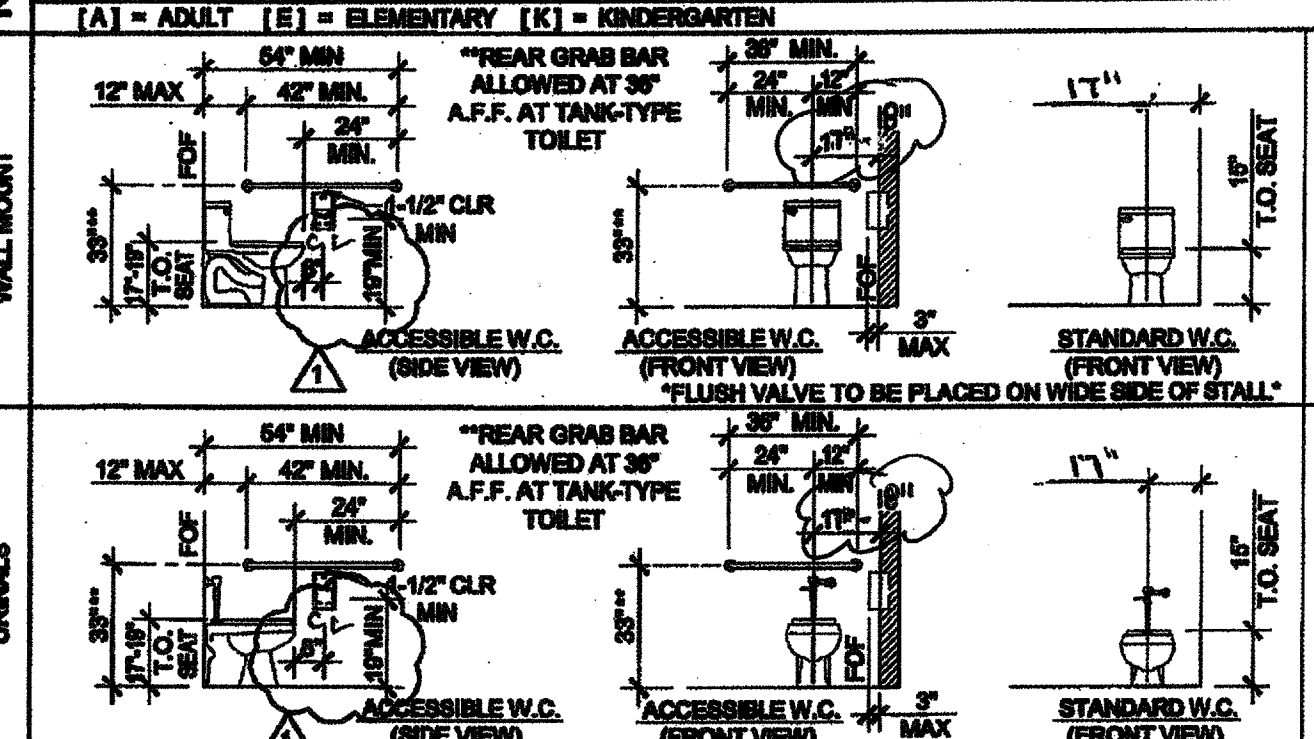 [A] = ADULT [E] = ELEMENTARY [K] = KINDERGARTEN
WALL MOUNT
54" MIN
12" MAX
42" MIN.
24"
MIN.
FOF
33"**
17"-19"
T.O.
SEAT
1-1/2" CLR
MIN
19"MIN
ACCESSIBLE W.C.
(SIDE VIEW)
1
**REAR GRAB BAR
ALLOWED AT 36"
A.F.F. AT TANK-TYPE
TOILET
36" MIN.
24"
MIN.
12"
MIN
17"
33"**
FOF
3"
MAX
ACCESSIBLE W.C.
(FRONT VIEW)
17"
15"
T.O. SEAT
STANDARD W.C.
(FRONT VIEW)
*FLUSH VALVE TO BE PLACED ON WIDE SIDE OF STALL*
URINALS
54" MIN
12" MAX
42" MIN.
24"
MIN.
FOF
33"**
17"-19"
T.O.
SEAT
1-1/2" CLR
MIN
19"MIN
ACCESSIBLE W.C.
(SIDE VIEW)
**REAR GRAB BAR
ALLOWED AT 36"
A.F.F. AT TANK-TYPE
TOILET
36" MIN.
24"
MIN.
12"
MIN
17"
33"**
FOF
3"
MAX
ACCESSIBLE W.C.
(FRONT VIEW)
17"
15"
T.O. SEAT
STANDARD W.C.
(FRONT VIEW)